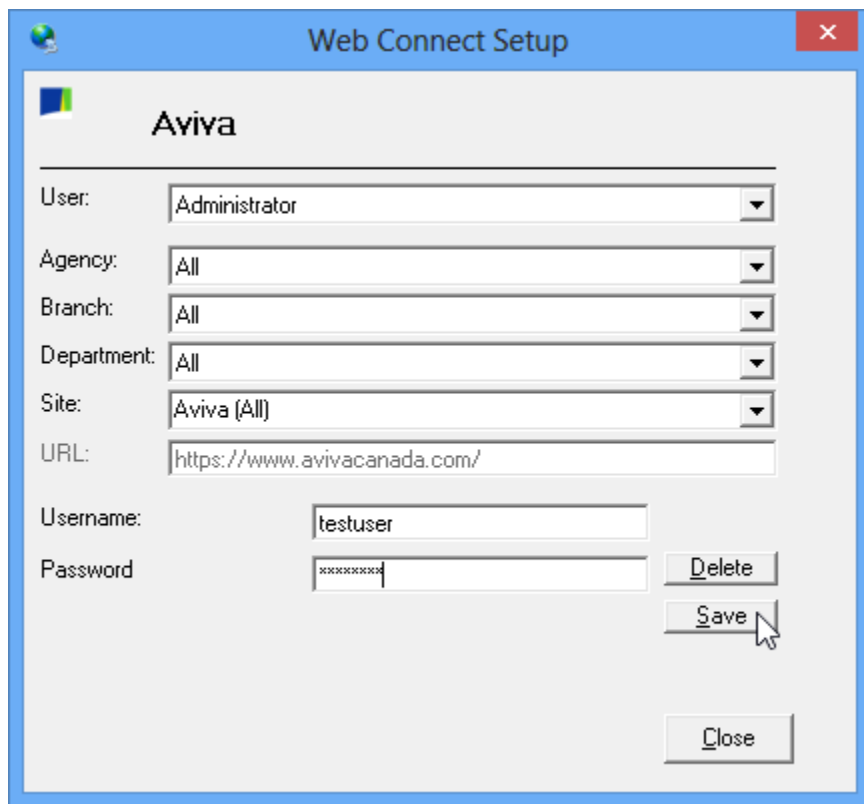 Web Connect Setup
Aviva
User: Administrator
Agency: All
Branch: All
Department: All
Site: Aviva (All)
URL: https://www.avivacanada.com/
Username: testuser
Password ********
Delete
Save
Close